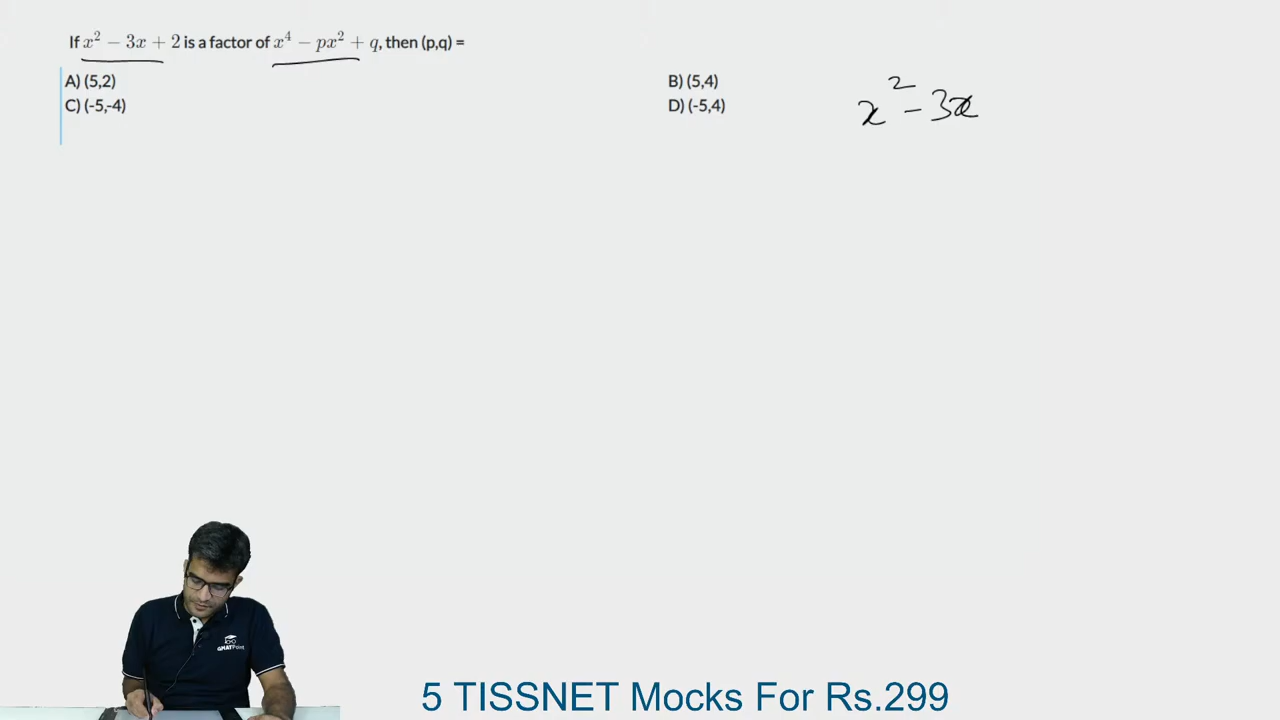 If x² − 3x + 2 is a factor of x⁴ − px² + q, then (p,q) =
A) (5,2)
B) (5,4)
C) (-5,-4)
D) (-5,4)
x² − 3x
GMATPoint
5 TISSNET Mocks For Rs.299